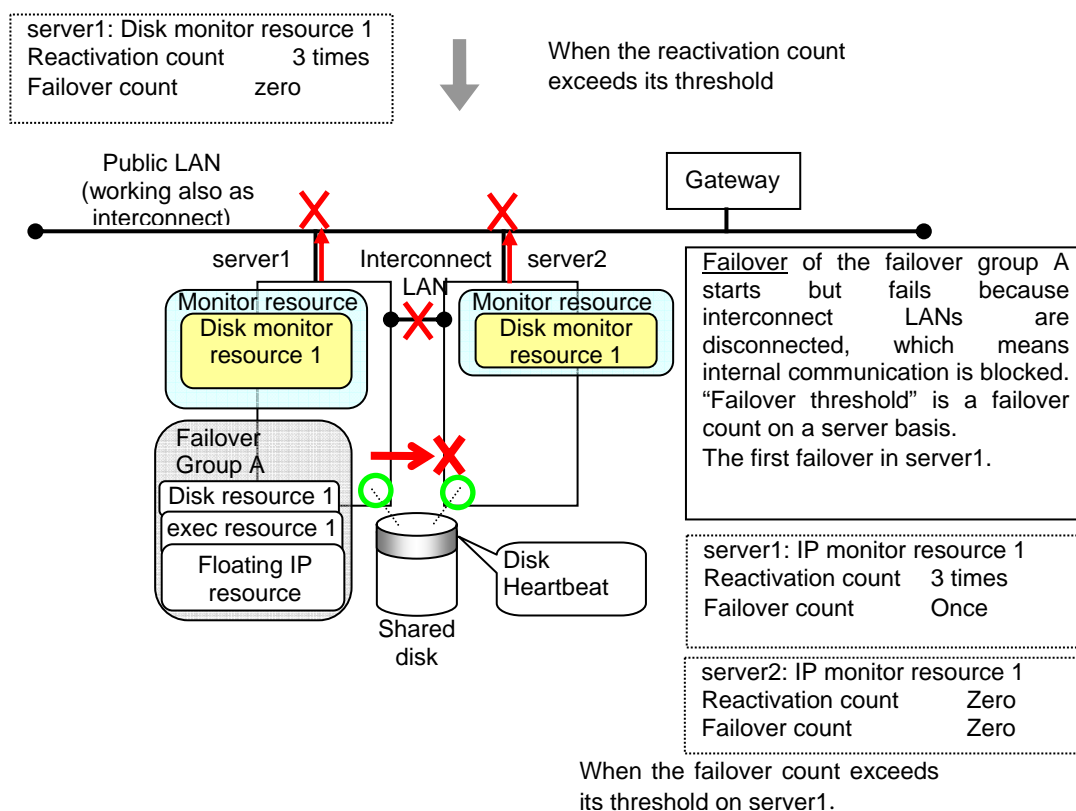 server1: Disk monitor resource 1
Reactivation count 3 times
Failover count zero
When the reactivation count
exceeds its threshold
Public LAN
(working also as
interconnect)
Gateway
server1
Interconnect
LAN
server2
Monitor resource
Disk monitor
resource 1
Monitor resource
Disk monitor
resource 1
Failover of the failover group A
starts but fails because
interconnect LANs are
disconnected, which means
internal communication is blocked.
“Failover threshold” is a failover
count on a server basis.
The first failover in server1.
Failover
Group A
Disk resource 1
exec resource 1
Floating IP
resource
Disk
Heartbeat
Shared
disk
server1: IP monitor resource 1
Reactivation count 3 times
Failover count Once
server2: IP monitor resource 1
Reactivation count Zero
Failover count Zero
When the failover count exceeds
its threshold on server1.